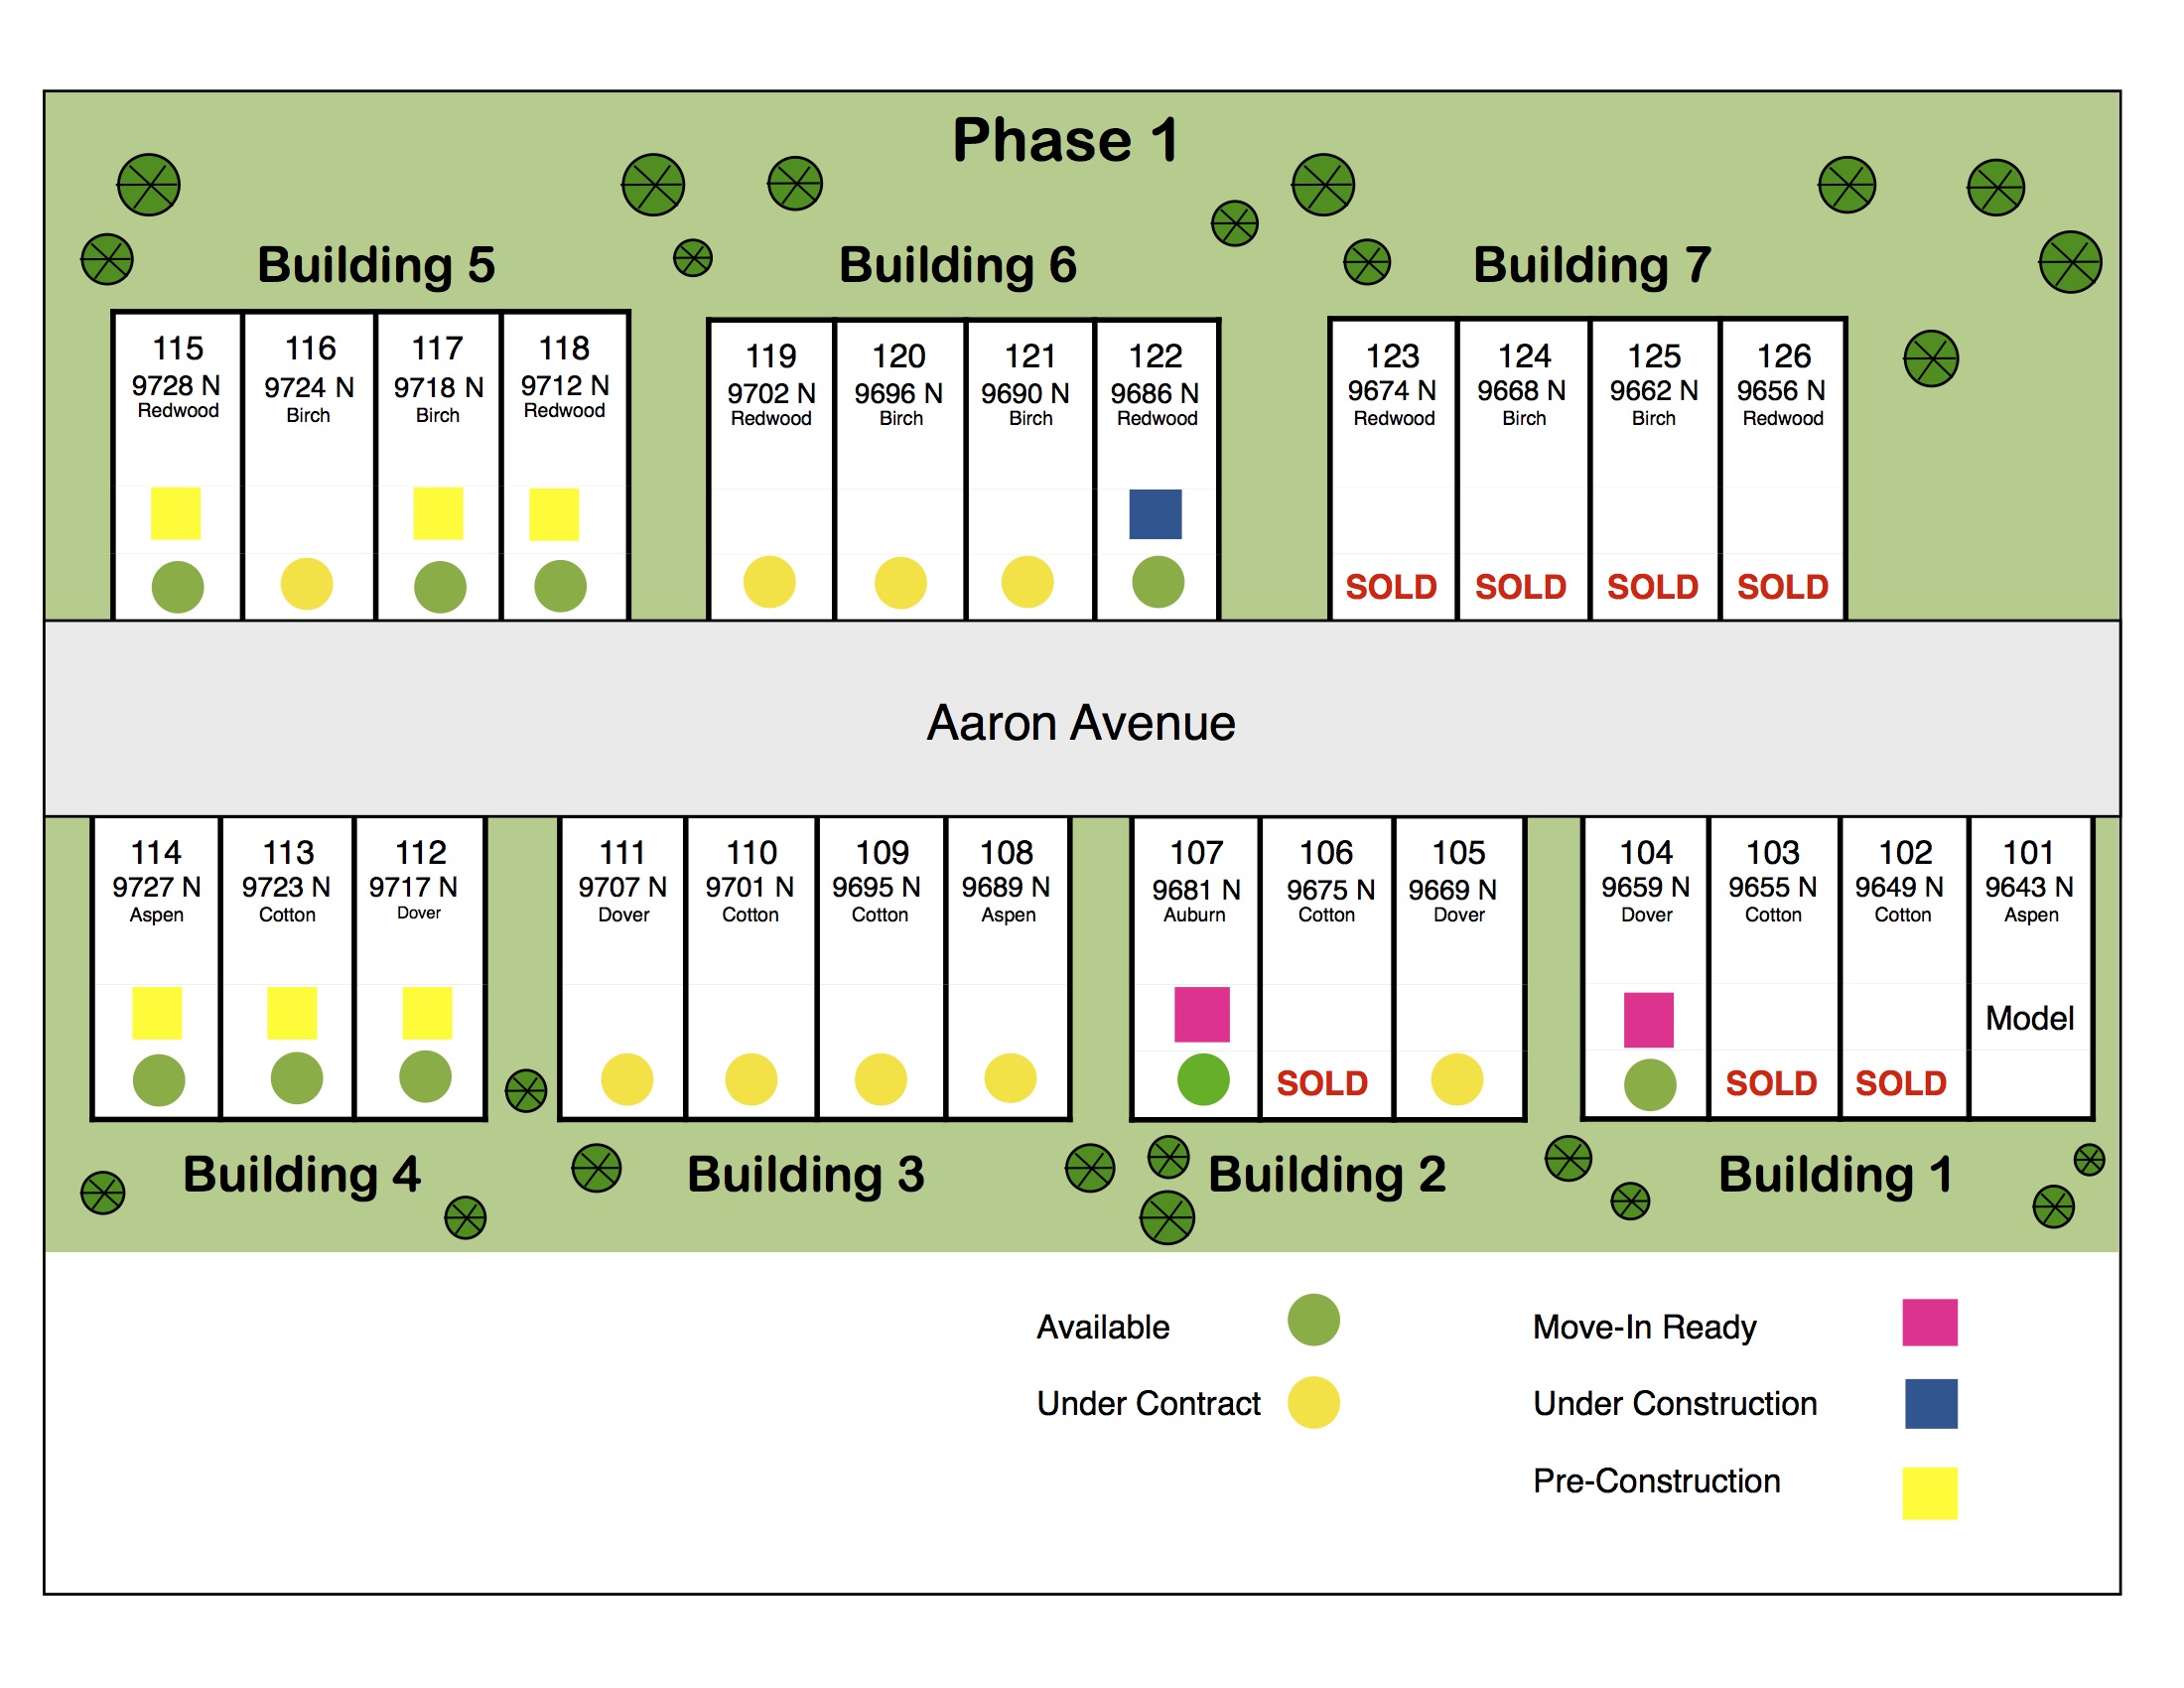 Phase 1
Building 5
Building 6
Building 7
115
9728 N
Redwood
116
9724 N
Birch
117
9718 N
Birch
118
9712 N
Redwood
119
9702 N
Redwood
120
9696 N
Birch
121
9690 N
Birch
122
9686 N
Redwood
123
9674 N
Redwood
SOLD
124
9668 N
Birch
SOLD
125
9662 N
Birch
SOLD
126
9656 N
Redwood
SOLD
Aaron Avenue
114
9727 N
Aspen
113
9723 N
Cotton
112
9717 N
Dover
111
9707 N
Dover
110
9701 N
Cotton
109
9695 N
Cotton
108
9689 N
Aspen
107
9681 N
Auburn
106
9675 N
Cotton
SOLD
105
9669 N
Dover
104
9659 N
Dover
103
9655 N
Cotton
SOLD
102
9649 N
Cotton
SOLD
101
9643 N
Aspen
Model
Building 4
Building 3
Building 2
Building 1
Available
Under Contract
Move-In Ready
Under Construction
Pre-Construction